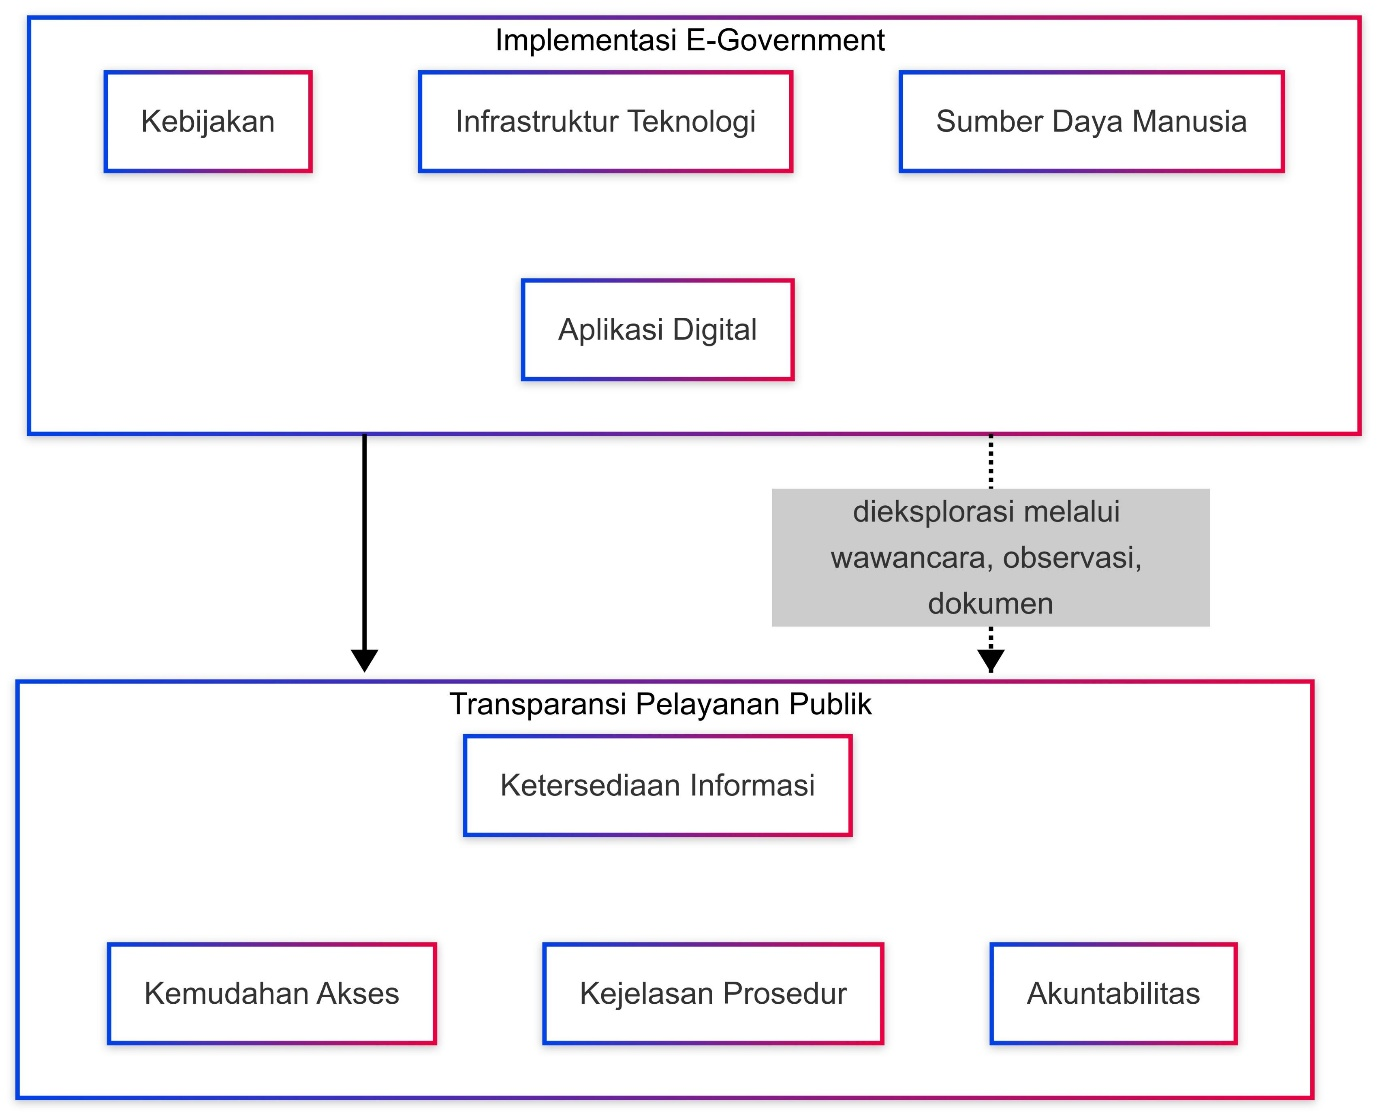 Implementasi E-Government
Kebijakan
Infrastruktur Teknologi
Sumber Daya Manusia
Aplikasi Digital
dieksplorasi melalui
wawancara, observasi,
dokumen
Transparansi Pelayanan Publik
Ketersediaan Informasi
Kemudahan Akses
Kejelasan Prosedur
Akuntabilitas